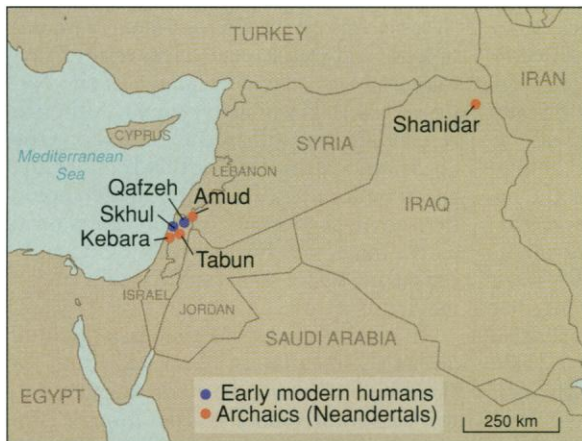 TURKEY
IRAN
CYPRUS
SYRIA
Shanidar
Mediterranean
Sea
LEBANON
Qafzeh
Amud
IRAQ
Skhul
Kebara
Tabun
ISRAEL
JORDAN
SAUDI ARABIA
EGYPT
Early modern humans
Archaics (Neandertals)
250 km